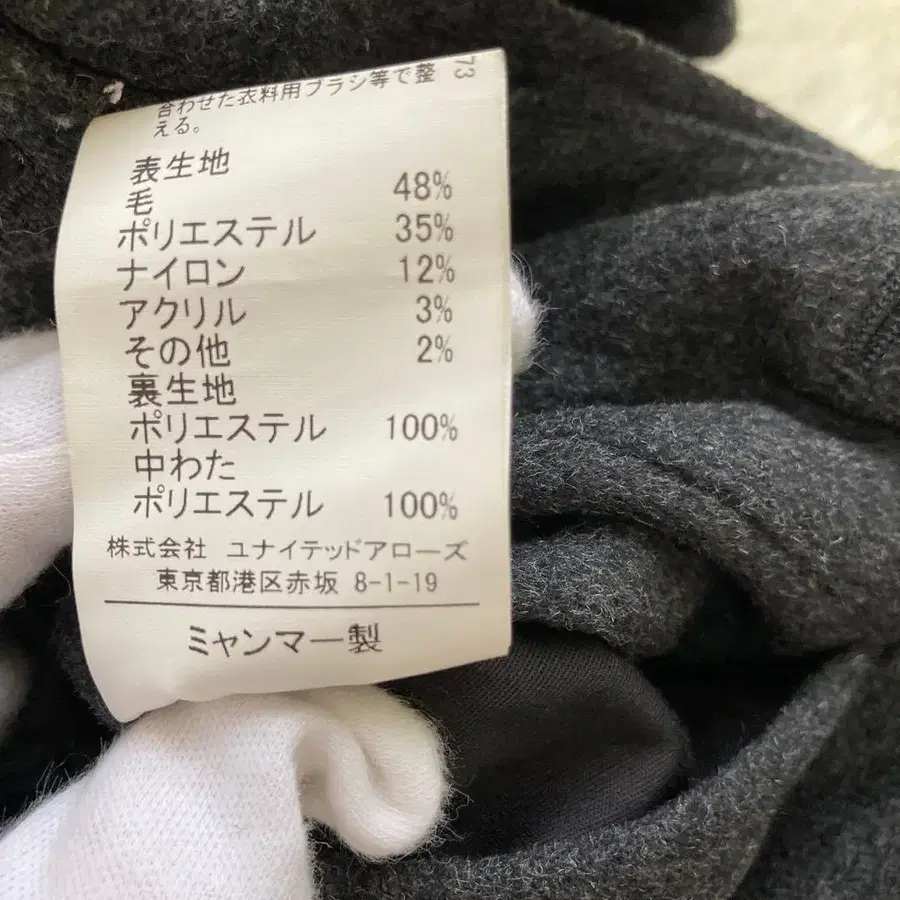 73
合わせた衣料用ブラシ等で整
える。
表生地
毛 48%
ポリエステル 35%
ナイロン 12%
アクリル 3%
その他 2%
裏生地
ポリエステル 100%
中わた
ポリエステル 100%
株式会社 ユナイテッドアローズ
東京都港区赤坂 8-1-19
ミャンマー製